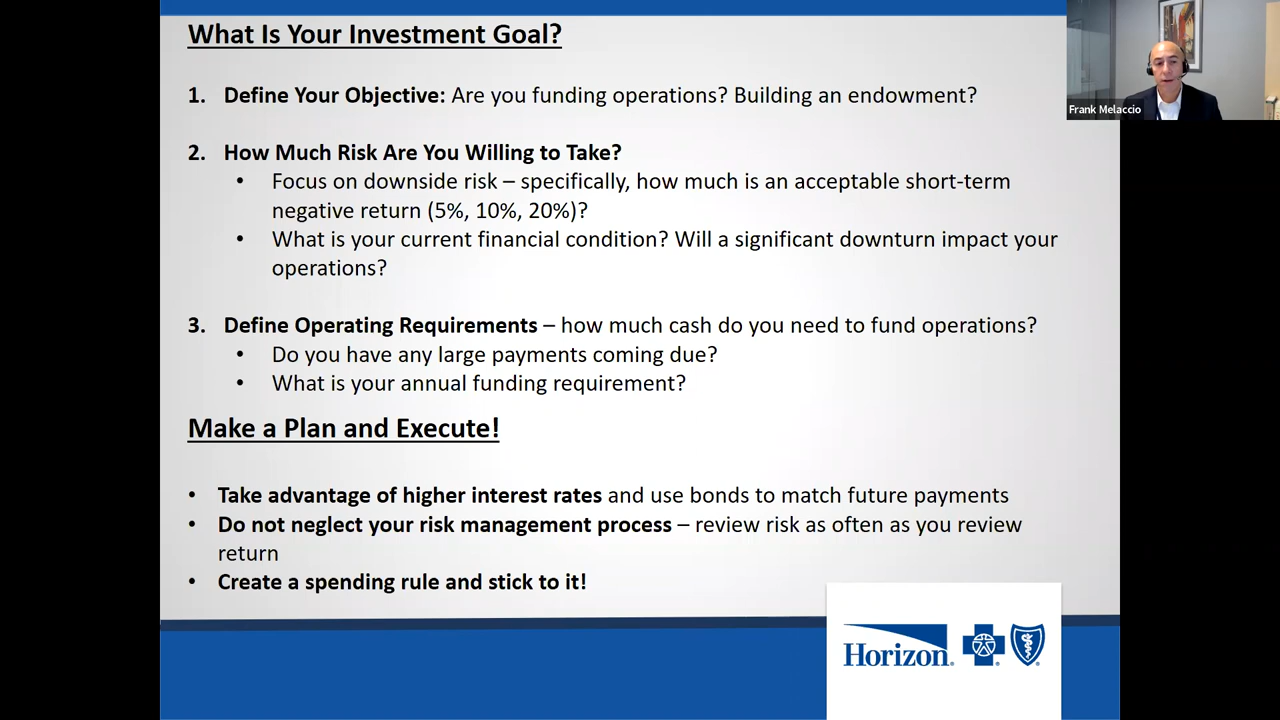 What Is Your Investment Goal?
Frank Melaccio
1. Define Your Objective: Are you funding operations? Building an endowment?
2. How Much Risk Are You Willing to Take?
• Focus on downside risk – specifically, how much is an acceptable short-term
negative return (5%, 10%, 20%)?
• What is your current financial condition? Will a significant downturn impact your
operations?
3. Define Operating Requirements – how much cash do you need to fund operations?
• Do you have any large payments coming due?
• What is your annual funding requirement?
Make a Plan and Execute!
• Take advantage of higher interest rates and use bonds to match future payments
• Do not neglect your risk management process – review risk as often as you review
return
• Create a spending rule and stick to it!
Horizon®